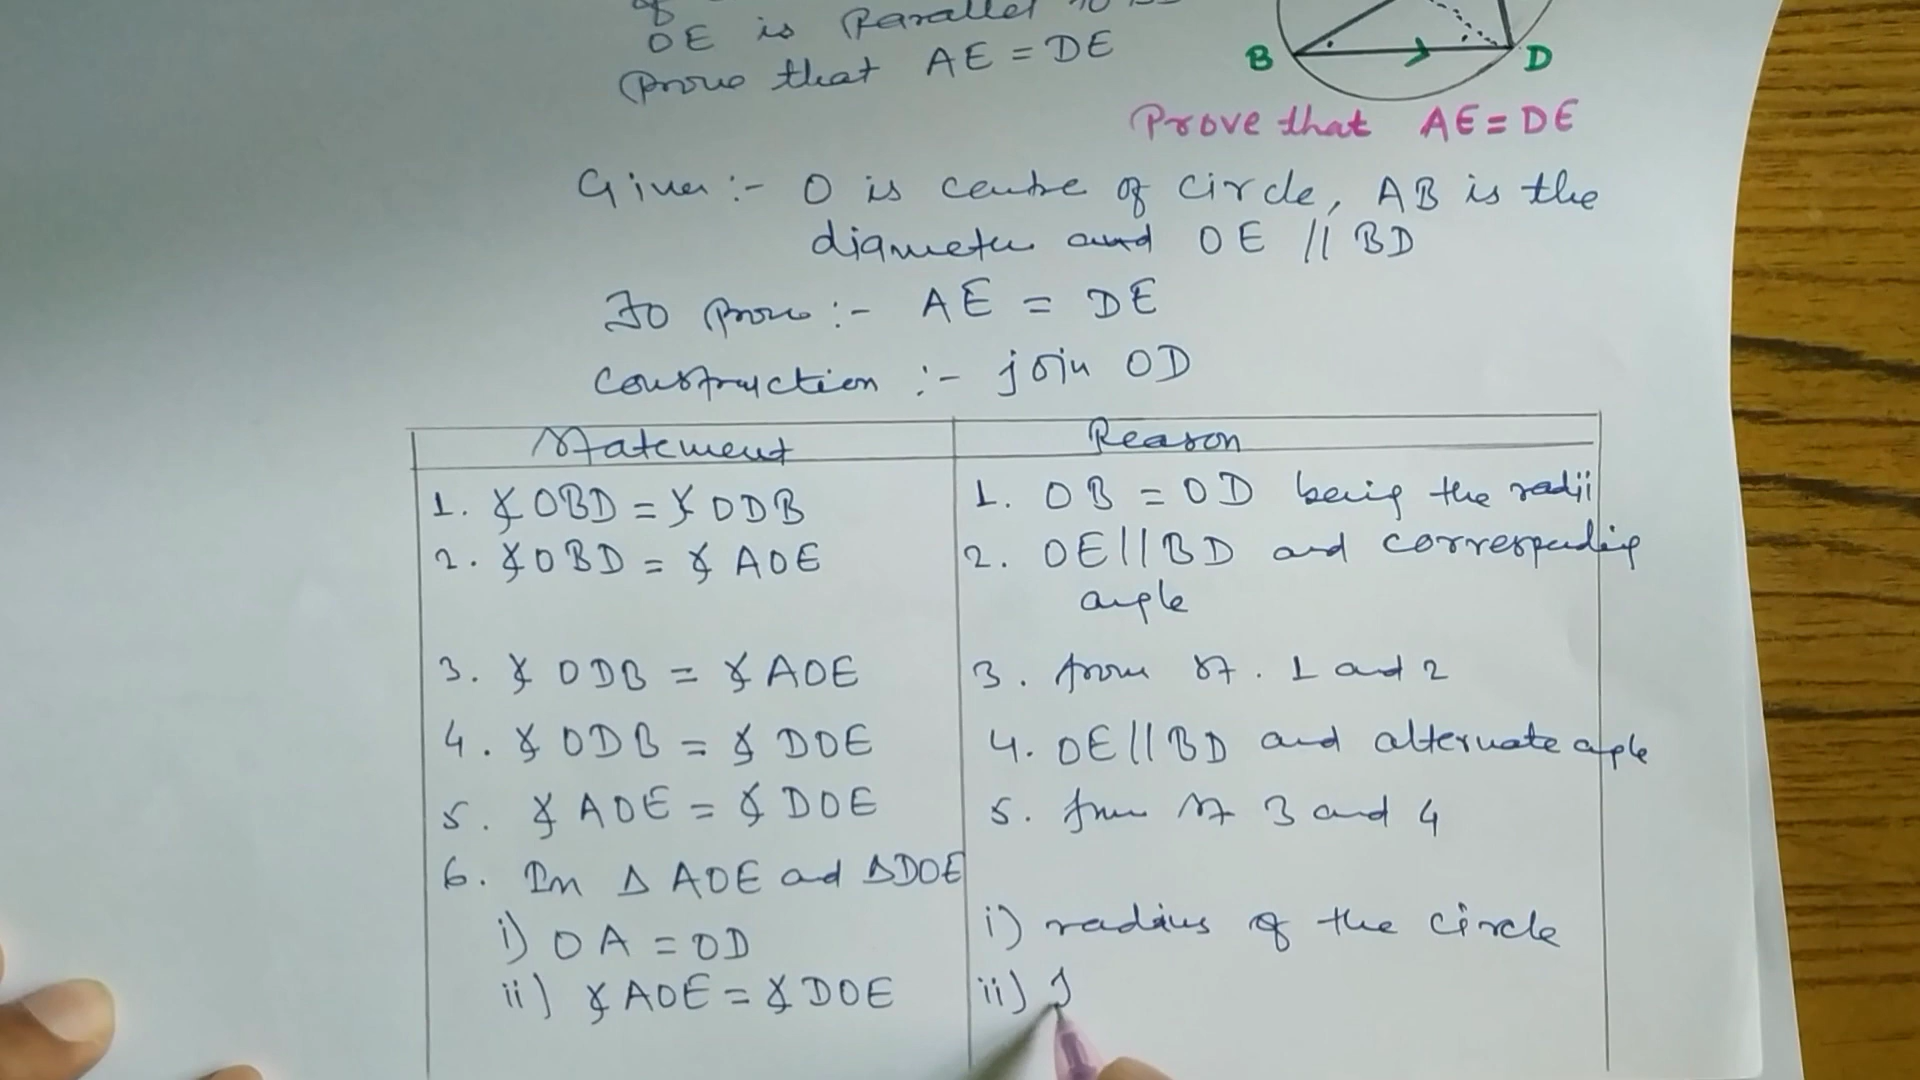 OE is Parallel to
Prove that AE = DE
B
D
Prove that AE = DE
Given :- O is centre of circle, AB is the
diameter and OE // BD
To prove :- AE = DE
Construction :- join OD
Statement
Reason
1. ∡OBD = ∡ODB
1. OB = OD being the radii
2. ∡OBD = ∡AOE
2. OE // BD and corresponding
angle
3. ∡ODB = ∡AOE
3. from st. 1 and 2
4. ∡ODB = ∡DOE
4. OE // BD and alternate angle
5. ∡AOE = ∡DOE
5. from st 3 and 4
6. In ∆ AOE and ∆DOE
i) OA = OD
i) radius of the circle
ii) ∡AOE = ∡DOE
ii)